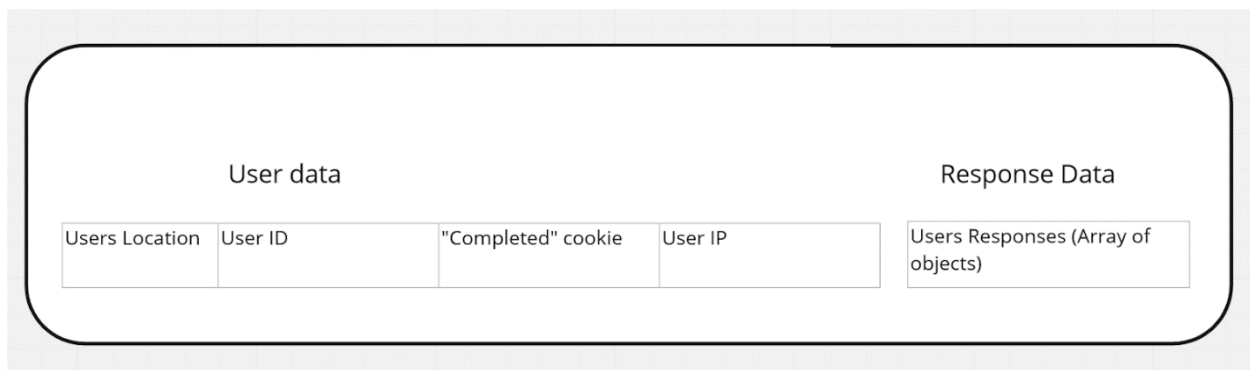 User data
Response Data
Users Location
User ID
"Completed" cookie
User IP
Users Responses (Array of
objects)